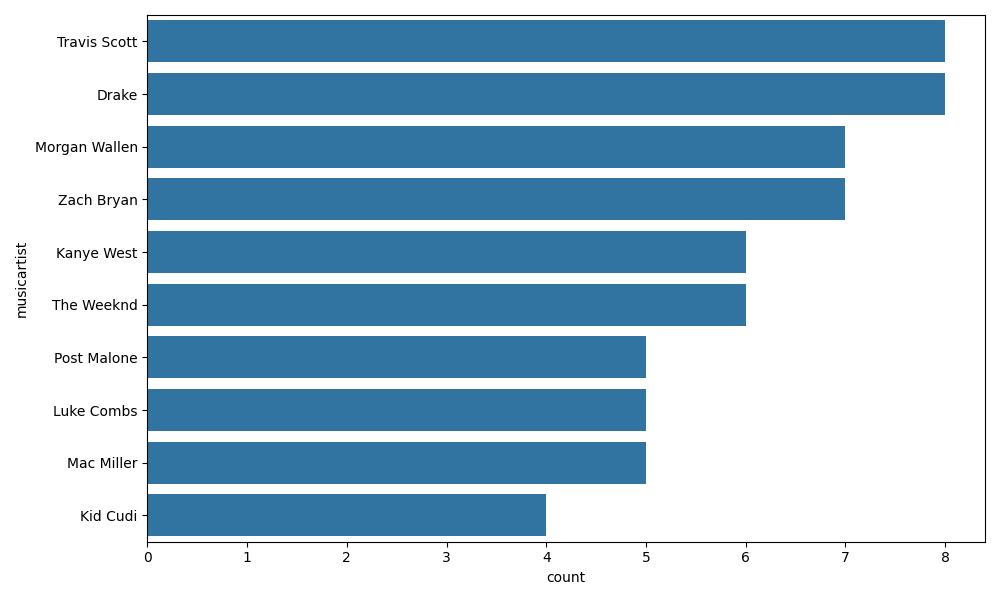 Travis Scott
Drake
Morgan Wallen
Zach Bryan
Kanye West
The Weeknd
Post Malone
Luke Combs
Mac Miller
Kid Cudi
musicartist
0 1 2 3 4 5 6 7 8
count